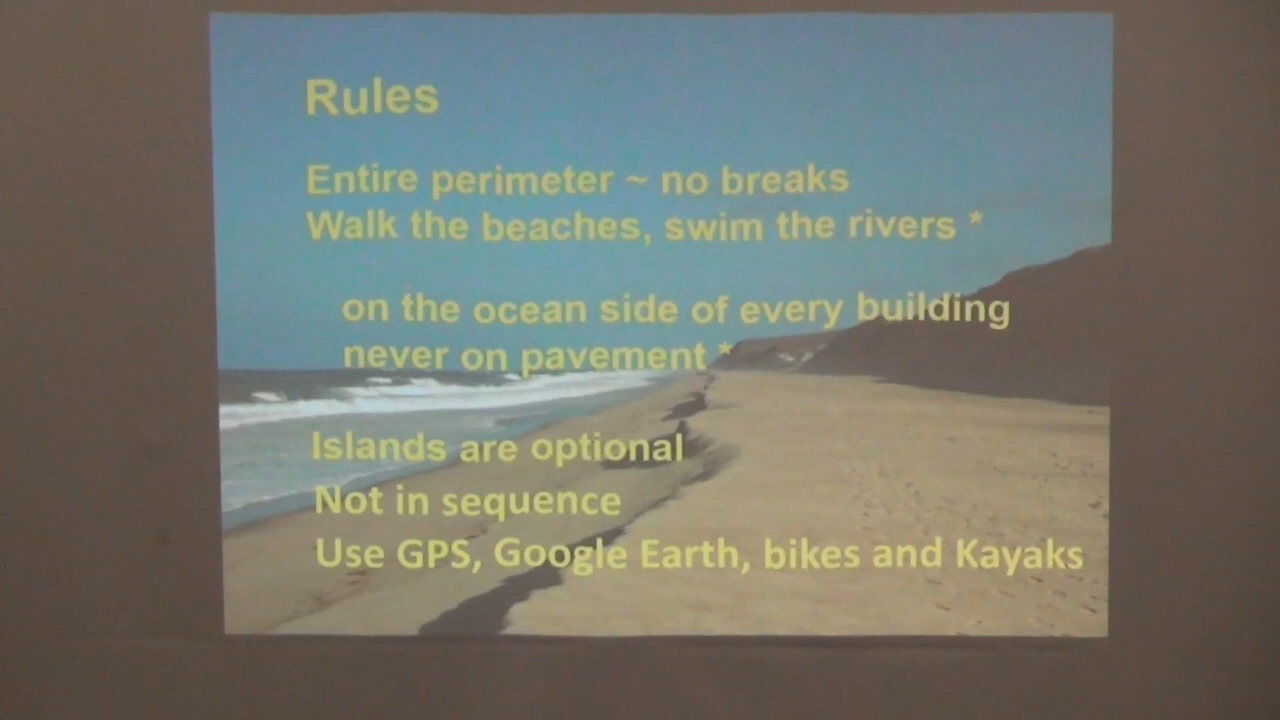 Rules
Entire perimeter ~ no breaks
Walk the beaches, swim the rivers *
on the ocean side of every building
never on pavement *
Islands are optional
Not in sequence
Use GPS, Google Earth, bikes and Kayaks